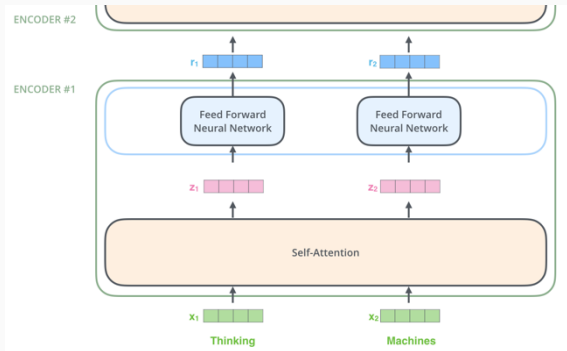 ENCODER #2
r₁
r₂
ENCODER #1
Feed Forward
Neural Network
Feed Forward
Neural Network
z₁
z₂
Self-Attention
x₁
x₂
Thinking
Machines